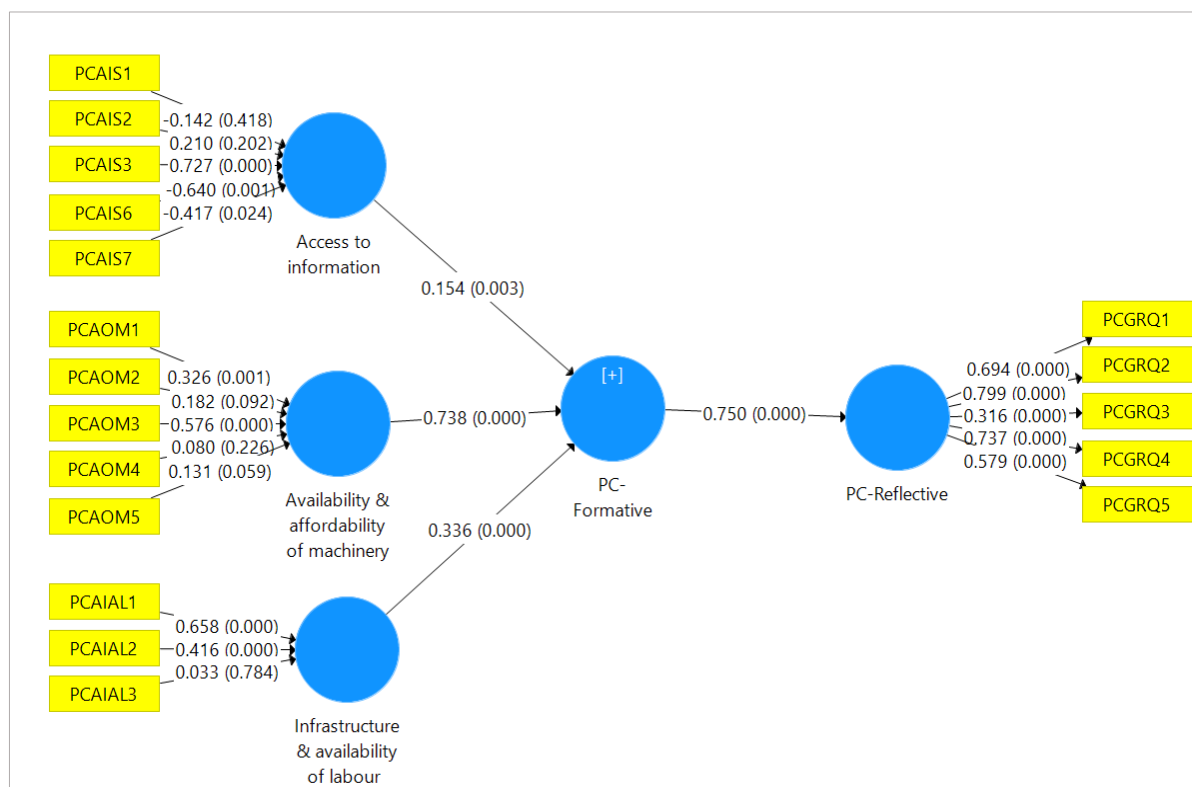 PCAIS1
PCAIS2
PCAIS3
PCAIS6
PCAIS7
-0.142 (0.418)
0.210 (0.202)
0.727 (0.000)
-0.640 (0.001)
-0.417 (0.024)
Access to
information
0.154 (0.003)
PCAOM1
PCAOM2
PCAOM3
PCAOM4
PCAOM5
0.326 (0.001)
0.182 (0.092)
0.576 (0.000)
0.080 (0.226)
0.131 (0.059)
Availability &
affordability
of machinery
0.738 (0.000)
[+]
PC-
Formative
0.750 (0.000)
PC-Reflective
0.694 (0.000)
0.799 (0.000)
0.316 (0.000)
0.737 (0.000)
0.579 (0.000)
PCGRQ1
PCGRQ2
PCGRQ3
PCGRQ4
PCGRQ5
0.336 (0.000)
PCAIAL1
PCAIAL2
PCAIAL3
0.658 (0.000)
0.416 (0.000)
0.033 (0.784)
Infrastructure
& availability
of labour